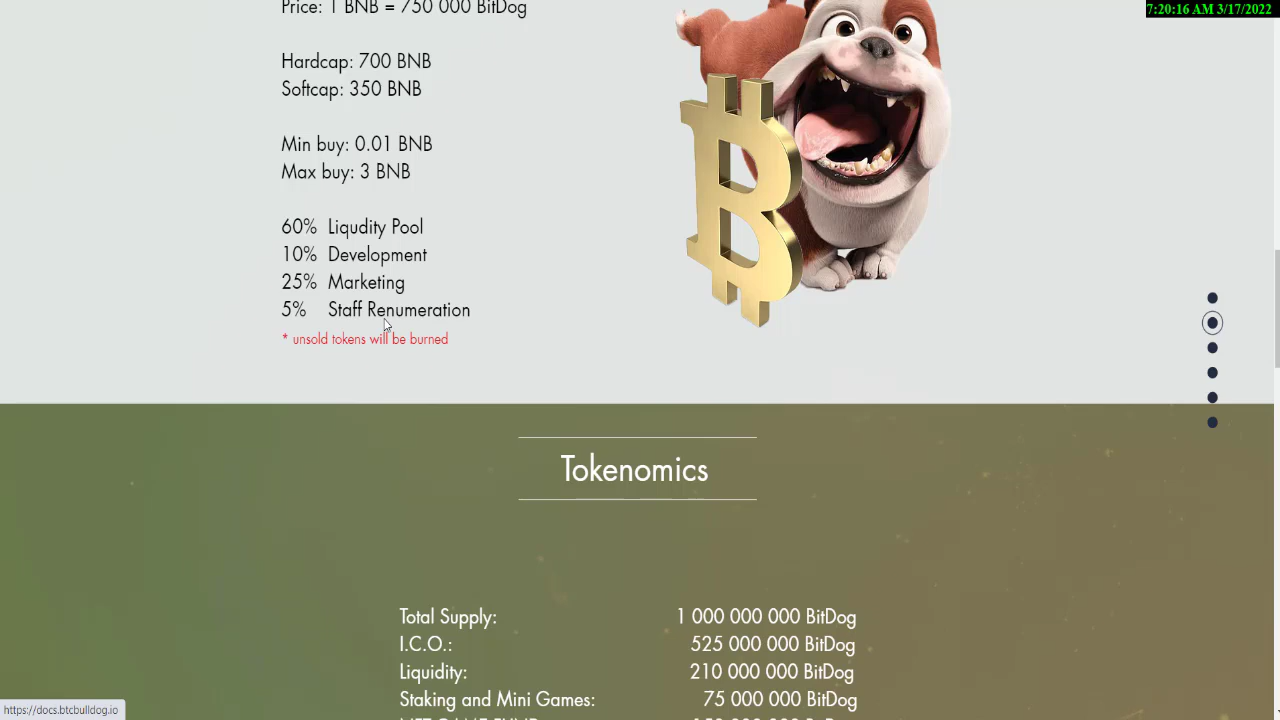 7:20:16 AM 3/17/2022
Price: 1 BNB = 750 000 BitDog
Hardcap: 700 BNB
Softcap: 350 BNB
Min buy: 0.01 BNB
Max buy: 3 BNB
60% Liqudity Pool
10% Development
25% Marketing
5% Staff Renumeration
* unsold tokens will be burned
Tokenomics
Total Supply: 1 000 000 000 BitDog
I.C.O.: 525 000 000 BitDog
Liquidity: 210 000 000 BitDog
Staking and Mini Games: 75 000 000 BitDog
https://docs.btcbulldog.io